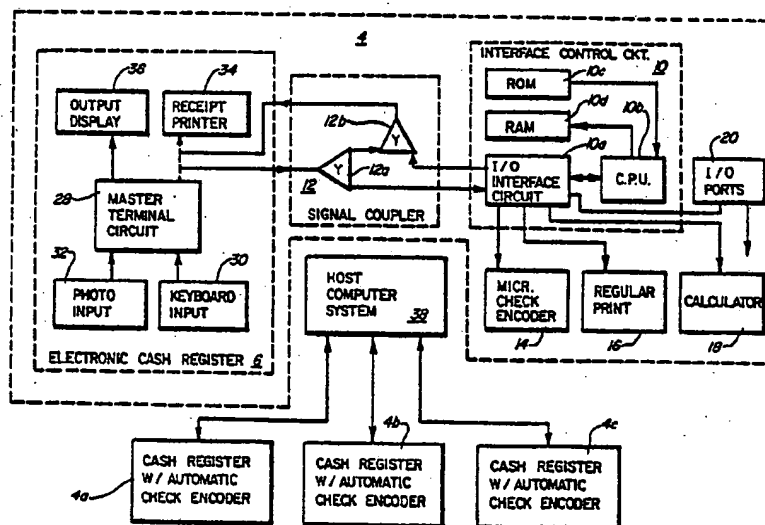 4
INTERFACE CONTROL CKT.
10
36
34
OUTPUT
DISPLAY
RECEIPT
PRINTER
28
MASTER
TERMINAL
CIRCUIT
32
PHOTO
INPUT
30
KEYBOARD
INPUT
ELECTRONIC CASH REGISTER 6
12b
Y
Y
12a
12
SIGNAL COUPLER
ROM
10c
RAM
10d
10b
10a
I/O
INTERFACE
CIRCUIT
C.P.U.
20
I/O
PORTS
MICR.
CHECK
ENCODER
14
REGULAR
PRINT
16
CALCULATOR
18
HOST
COMPUTER
SYSTEM
38
4a
CASH REGISTER
W/ AUTOMATIC
CHECK ENCODER
4b
CASH REGISTER
W/ AUTOMATIC
CHECK ENCODER
4c
CASH REGISTER
W/ AUTOMATIC
CHECK ENCODER